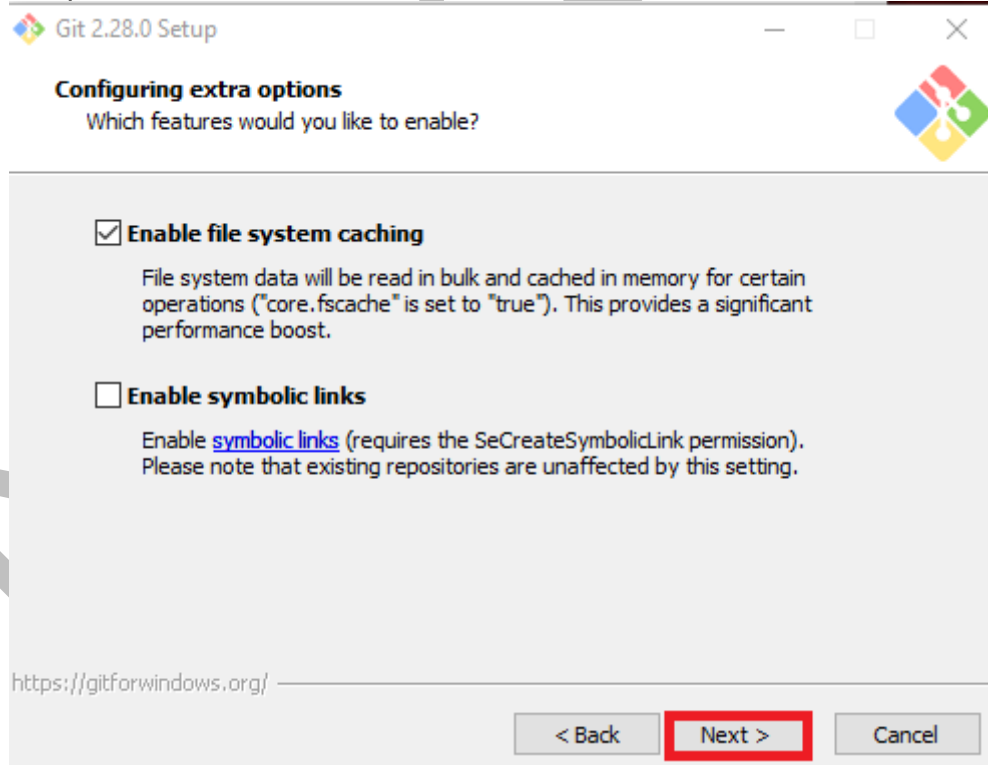 Git 2.28.0 Setup
Configuring extra options
Which features would you like to enable?
Enable file system caching
File system data will be read in bulk and cached in memory for certain
operations ("core.fscache" is set to "true"). This provides a significant
performance boost.
Enable symbolic links
Enable symbolic links (requires the SeCreateSymbolicLink permission).
Please note that existing repositories are unaffected by this setting.
https://gitforwindows.org/
< Back Next > Cancel